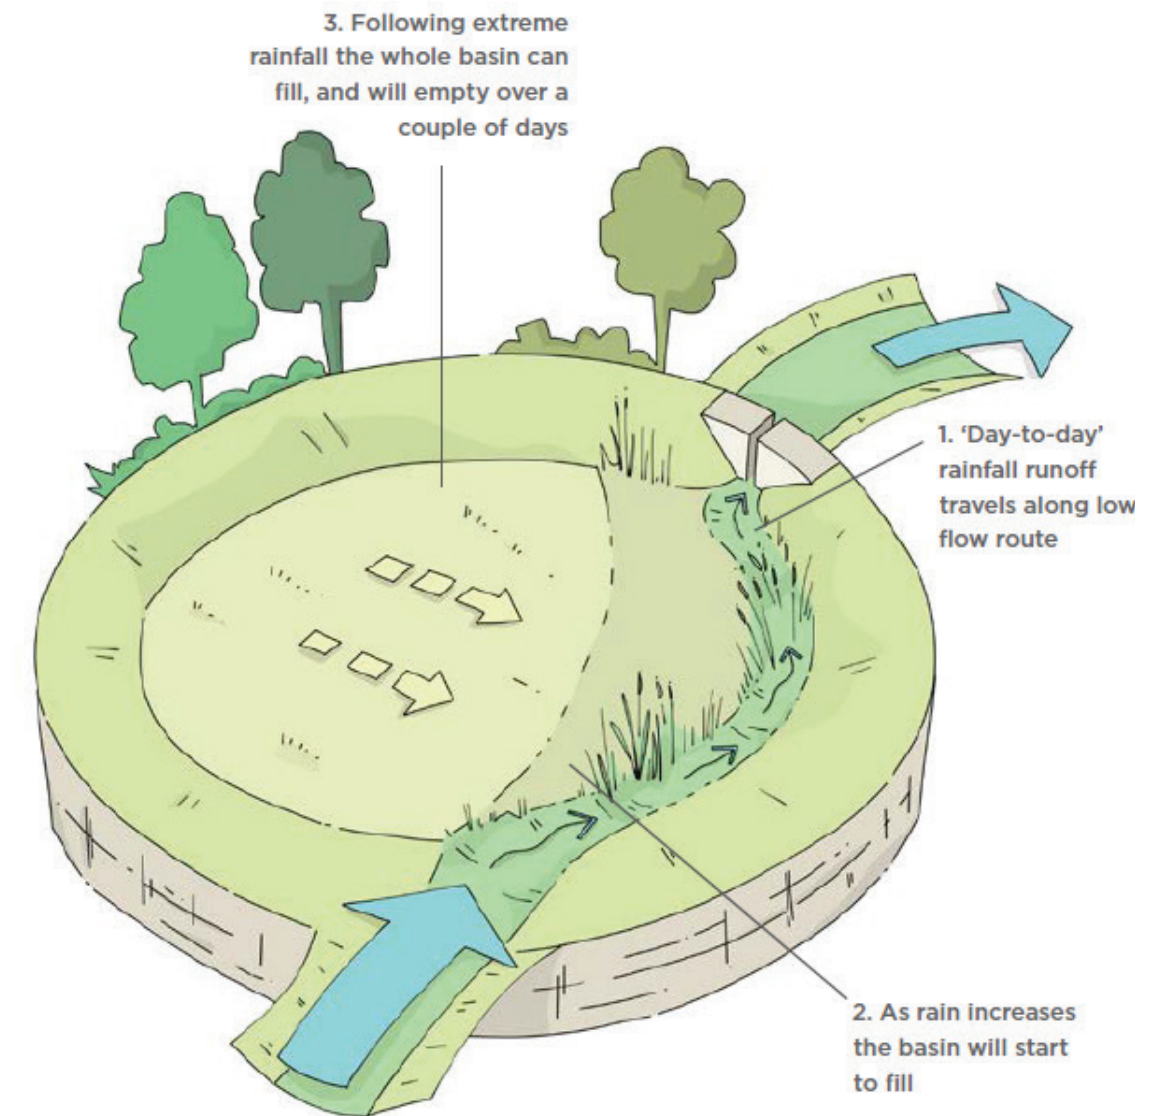 3. Following extreme
rainfall the whole basin can
fill, and will empty over a
couple of days
1. ‘Day-to-day’
rainfall runoff
travels along low
flow route
2. As rain increases
the basin will start
to fill